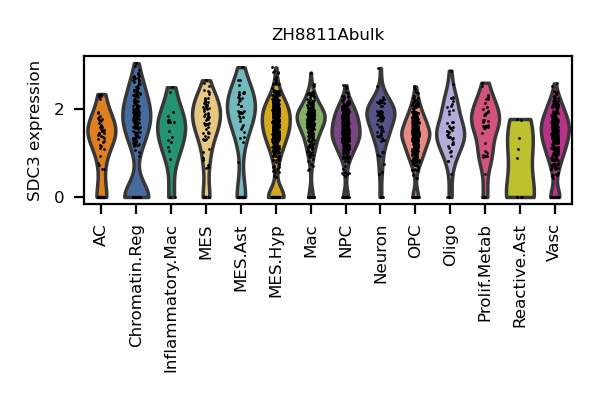 ZH8811Abulk
SDC3 expression
2
0
AC
Chromatin.Reg
Inflammatory.Mac
MES
MES.Ast
MES.Hyp
Mac
NPC
Neuron
OPC
Oligo
Prolif.Metab
Reactive.Ast
Vasc